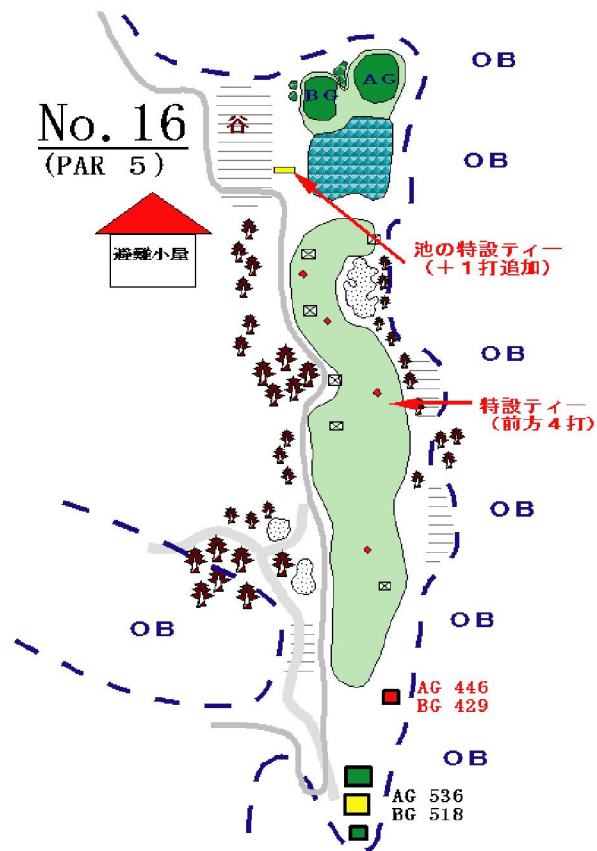 OB
AG
BG
谷
No. 16
(PAR 5)
OB
避難小屋
池の特設ティー
(+1打追加)
OB
特設ティー
(前方4打)
OB
OB
OB
AG 446
BG 429
OB
AG 536
BG 518